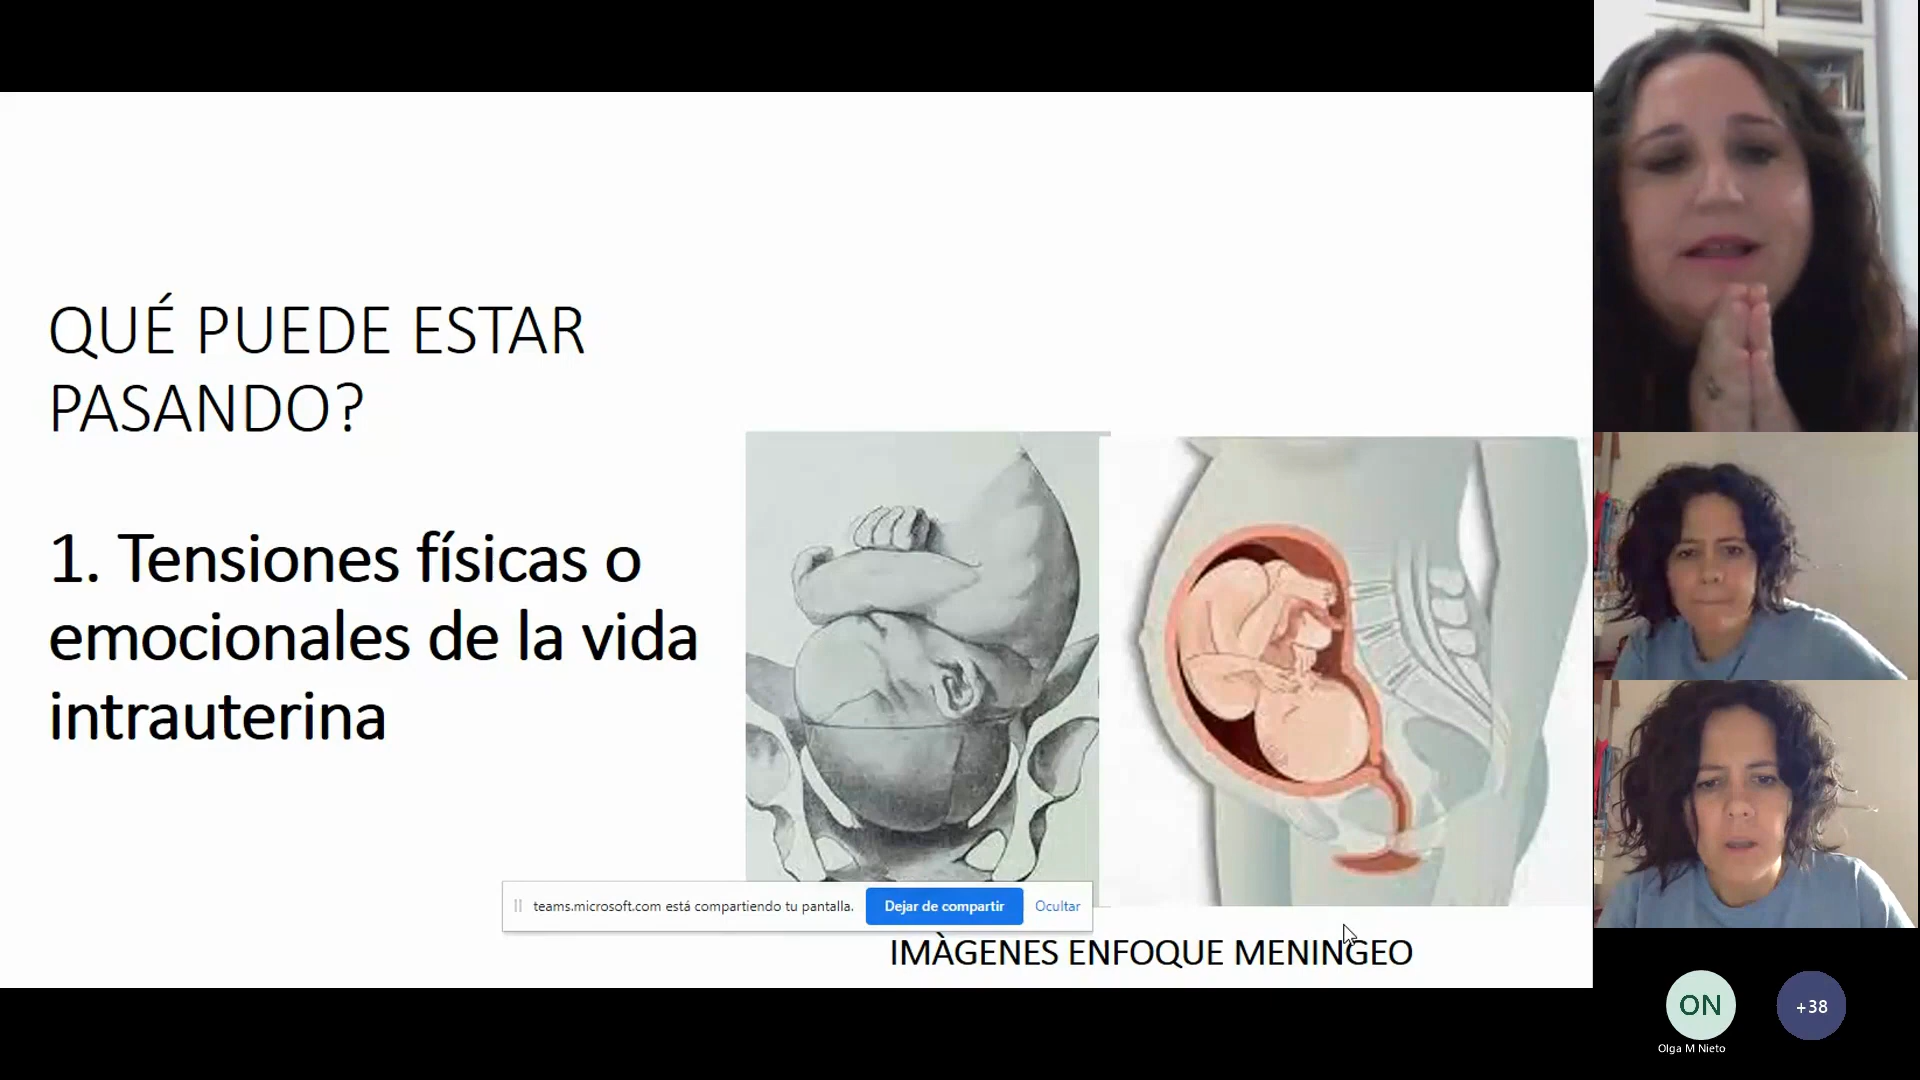 QUÉ PUEDE ESTAR
PASANDO?
1. Tensiones físicas o
emocionales de la vida
intrauterina
teams.microsoft.com está compartiendo tu pantalla.
Dejar de compartir
Ocultar
IMÀGENES ENFOQUE MENINGEO
ON
+38
Olga M Nieto